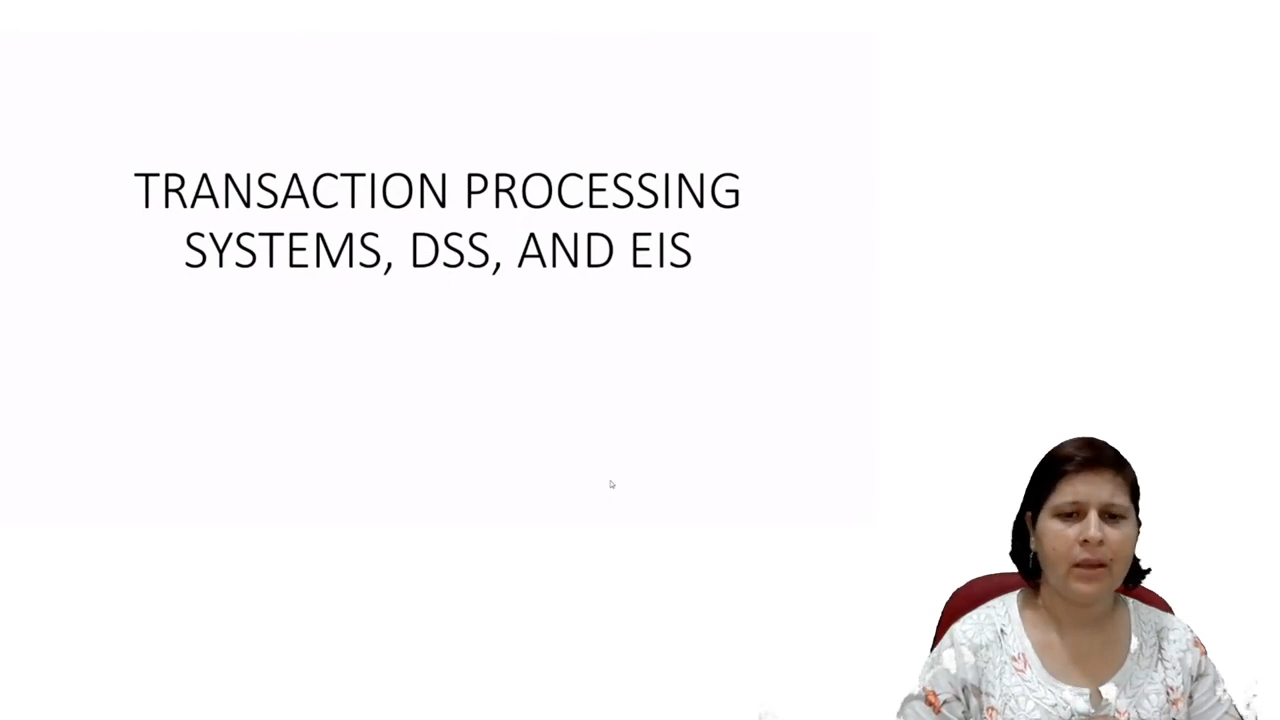 TRANSACTION PROCESSING
SYSTEMS, DSS, AND EIS